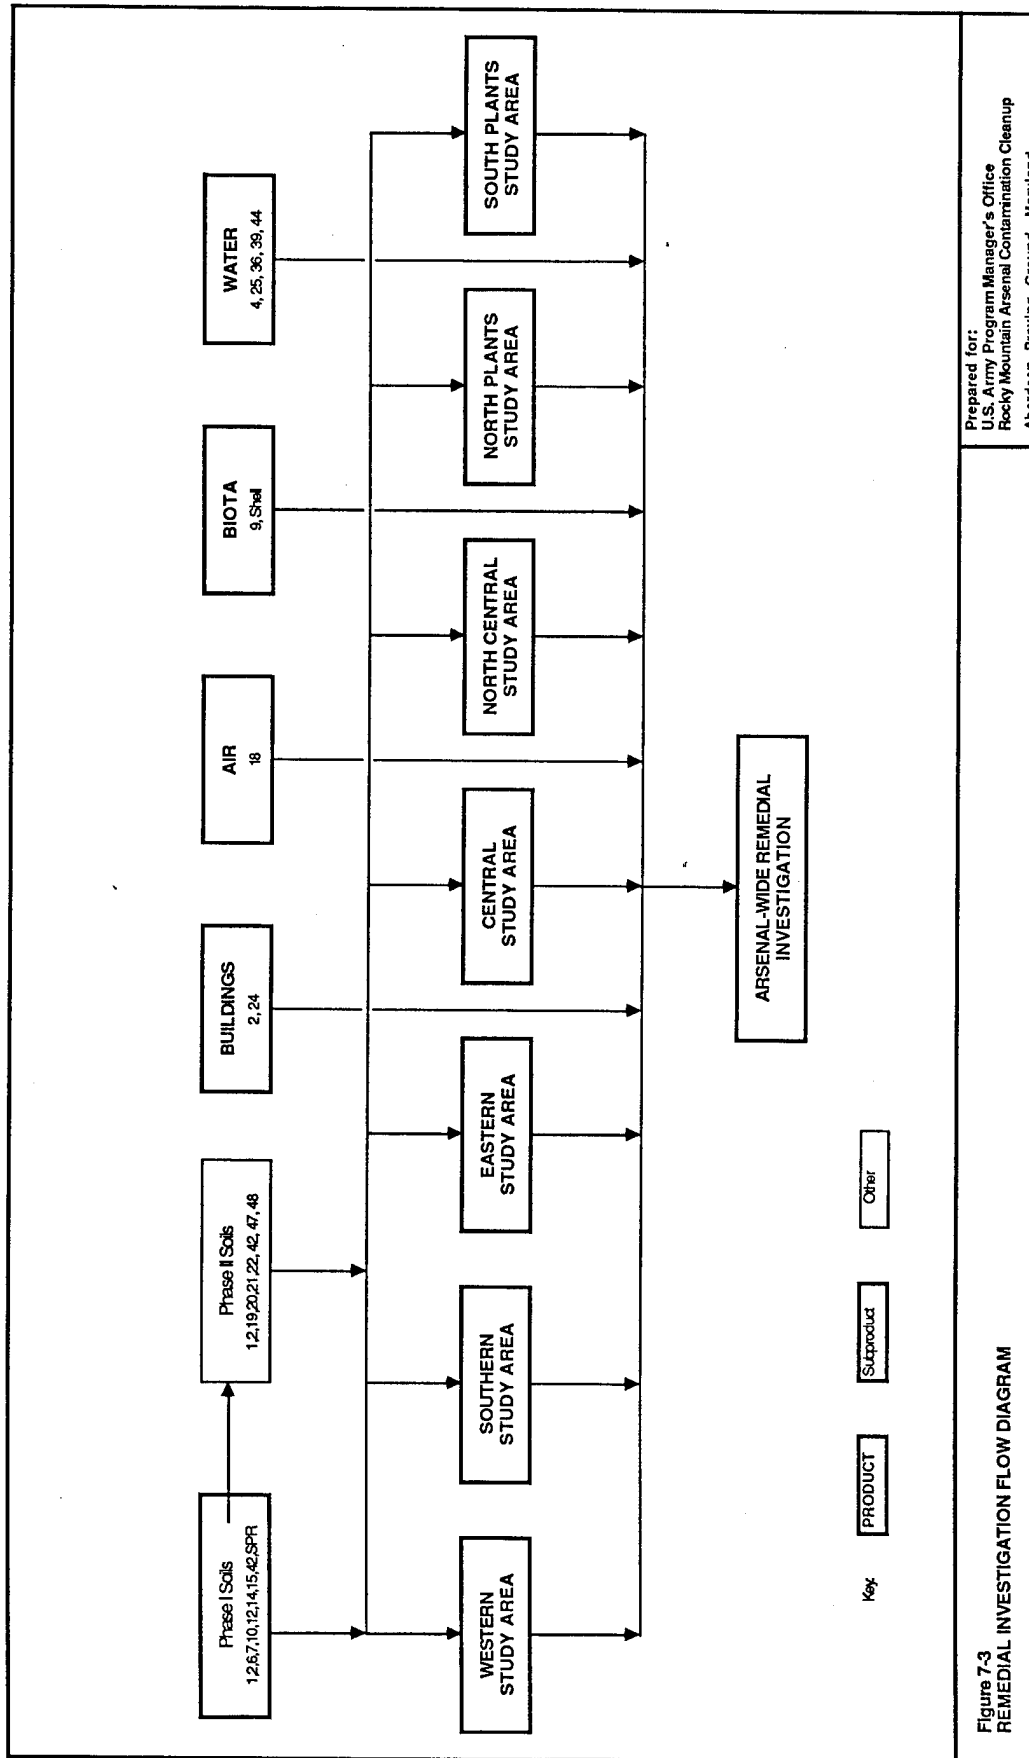 Phase I Soils
1,2,6,7,10,12,14,15,42,SPR
Phase II Soils
1,2,19,20,21,22,42,47,48
BUILDINGS
2,24
AIR
18
BIOTA
9, Shell
WATER
4, 25, 36, 39, 44
WESTERN
STUDY AREA
SOUTHERN
STUDY AREA
EASTERN
STUDY AREA
CENTRAL
STUDY AREA
NORTH CENTRAL
STUDY AREA
NORTH PLANTS
STUDY AREA
SOUTH PLANTS
STUDY AREA
ARSENAL-WIDE REMEDIAL
INVESTIGATION
Key:
PRODUCT
Subproduct
Other
Figure 7-3
REMEDIAL INVESTIGATION FLOW DIAGRAM
Prepared for:
U.S. Army Program Manager's Office
Rocky Mountain Arsenal Contamination Cleanup
Aberdeen Proving Ground, Maryland